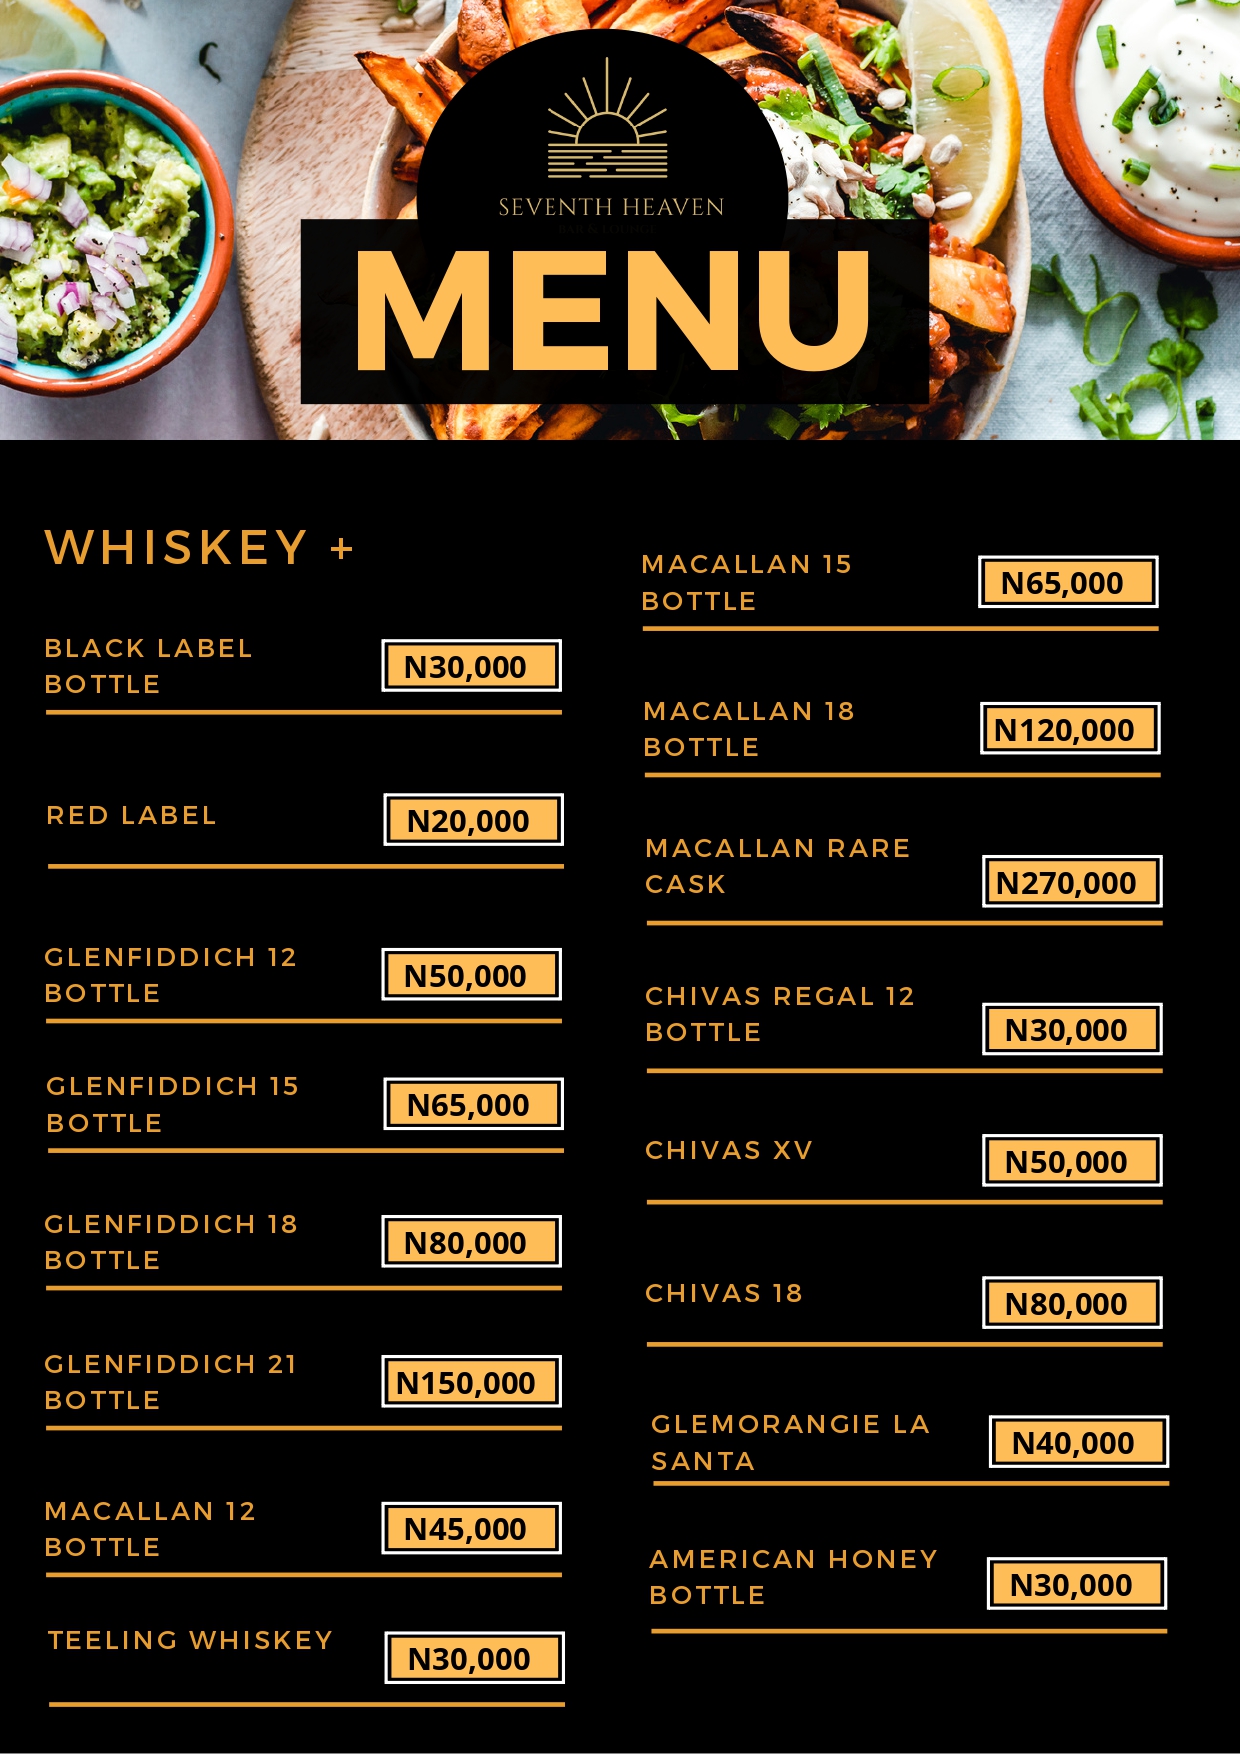 SEVENTH HEAVEN
BAR & LOUNGE
MENU
WHISKEY +
BLACK LABEL
BOTTLE
N30,000
RED LABEL
N20,000
GLENFIDDICH 12
BOTTLE
N50,000
GLENFIDDICH 15
BOTTLE
N65,000
GLENFIDDICH 18
BOTTLE
N80,000
GLENFIDDICH 21
BOTTLE
N150,000
MACALLAN 12
BOTTLE
N45,000
TEELING WHISKEY
N30,000
MACALLAN 15
BOTTLE
N65,000
MACALLAN 18
BOTTLE
N120,000
MACALLAN RARE
CASK
N270,000
CHIVAS REGAL 12
BOTTLE
N30,000
CHIVAS XV
N50,000
CHIVAS 18
N80,000
GLEMORANGIE LA
SANTA
N40,000
AMERICAN HONEY
BOTTLE
N30,000